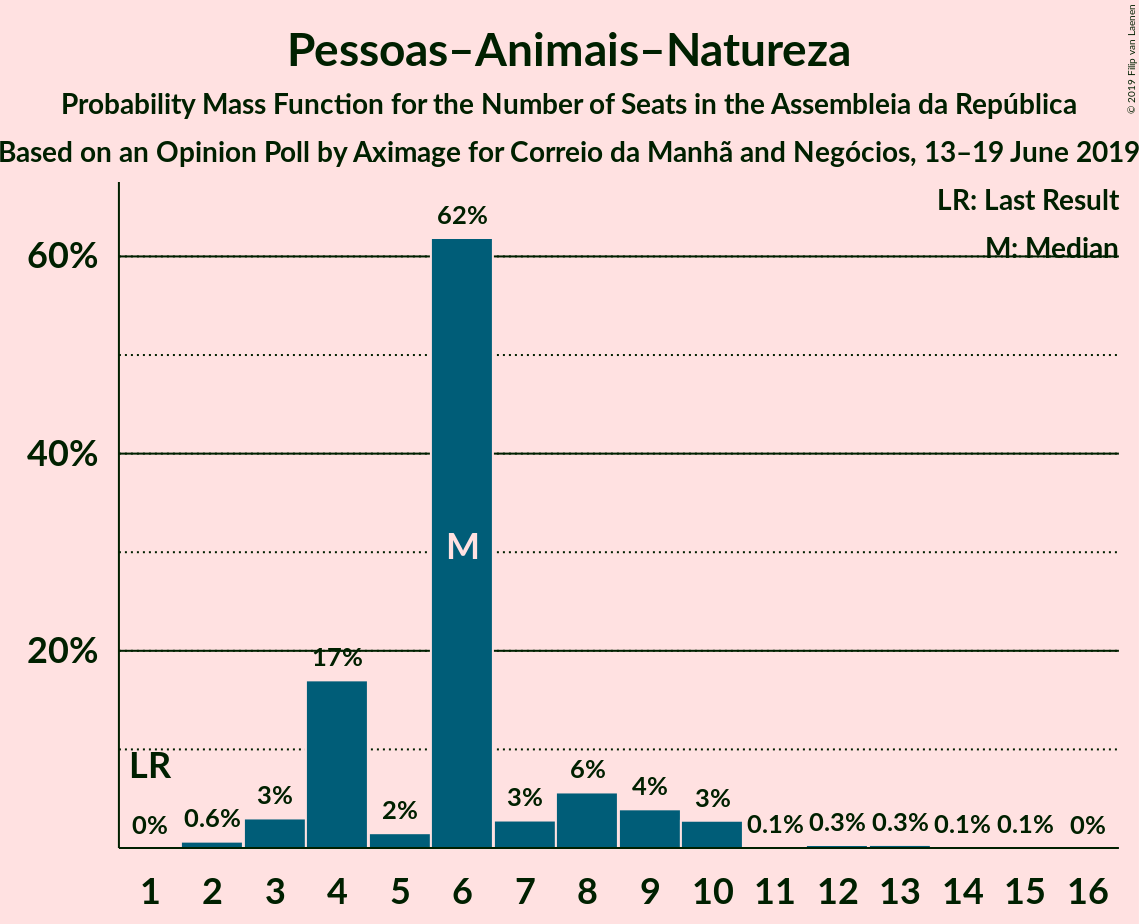 Pessoas–Animais–Natureza
Probability Mass Function for the Number of Seats in the Assembleia da República
Based on an Opinion Poll by Aximage for Correio da Manhã and Negócios, 13–19 June 2019
© 2019 Filip van Laenen
LR: Last Result
M: Median
60%
40%
20%
62%
17%
M
LR
0%
0.6%
3%
2%
3%
6%
4%
3%
0.1%
0.3%
0.3%
0.1%
0.1%
0%
1 2 3 4 5 6 7 8 9 10 11 12 13 14 15 16